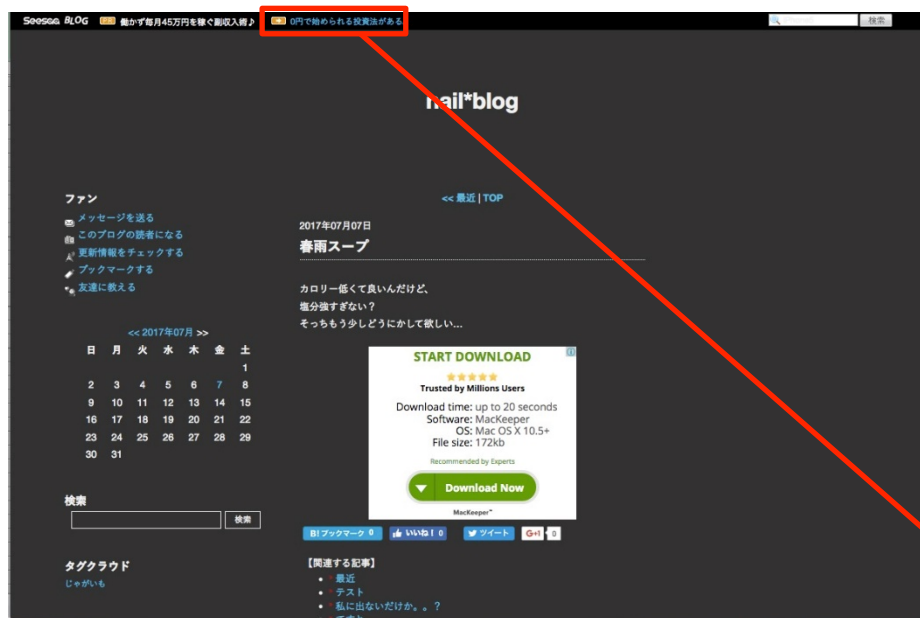 Seesaa BLOG 働かず毎月45万円を稼ぐ副収入術♪ 0円で始められる投資法がある 検索
nail*blog
ファン
メッセージを送る
このブログの読者になる
更新情報をチェックする
ブックマークする
友達に教える
<< 2017年07月 >>
日 月 火 水 木 金 土
1
2 3 4 5 6 7 8
9 10 11 12 13 14 15
16 17 18 19 20 21 22
23 24 25 26 27 28 29
30 31
検索
検索
タグクラウド
じゃがいも
<< 最近 | TOP
2017年07月07日
春雨スープ
カロリー低くて良いんだけど、
塩分強すぎない？
そっちもう少しどうにかして欲しい…
START DOWNLOAD
Trusted by Millions Users
Download time: up to 20 seconds
Software: MacKeeper
OS: Mac OS X 10.5+
File size: 172kb
Recommended by Experts
Download Now
MacKeeper™
B! ブックマーク 0 いいね！ 0 ツイート G+1 0
【関連する記事】
最近
テスト
私に出ないだけか。。？